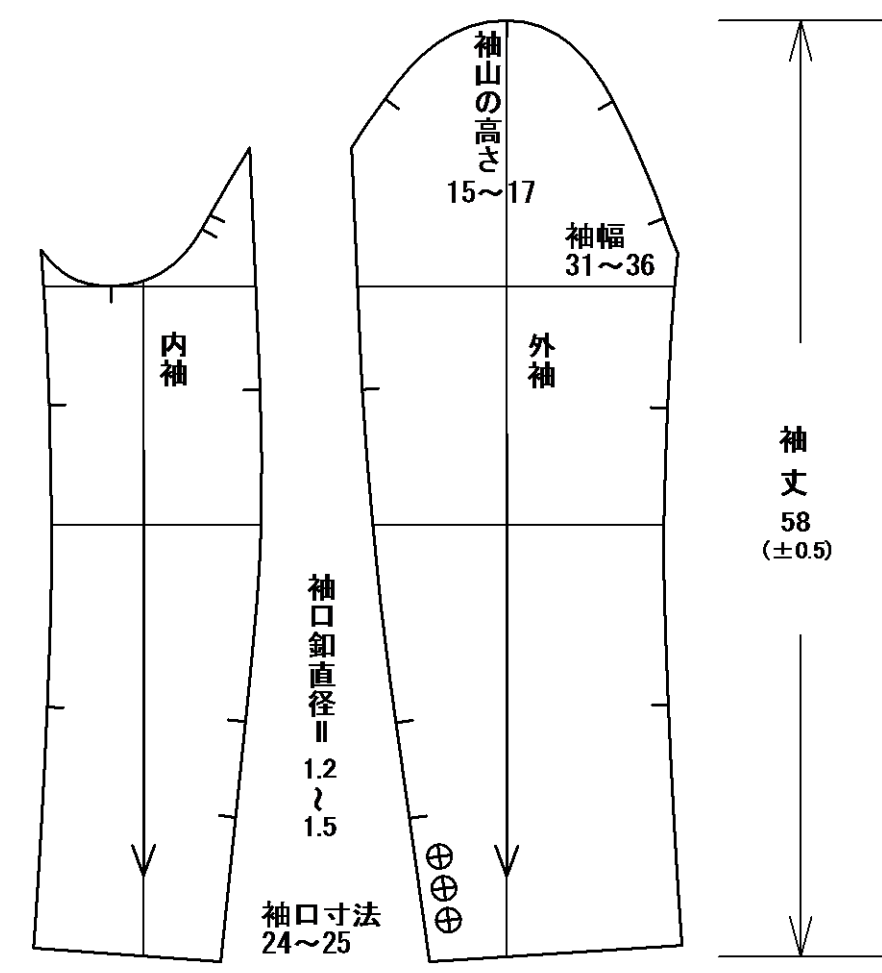 袖山の高さ
15～17
袖幅
31～36
内袖
外袖
袖丈
58
(±0.5)
袖口釦直径＝
1.2
～
1.5
袖口寸法
24～25